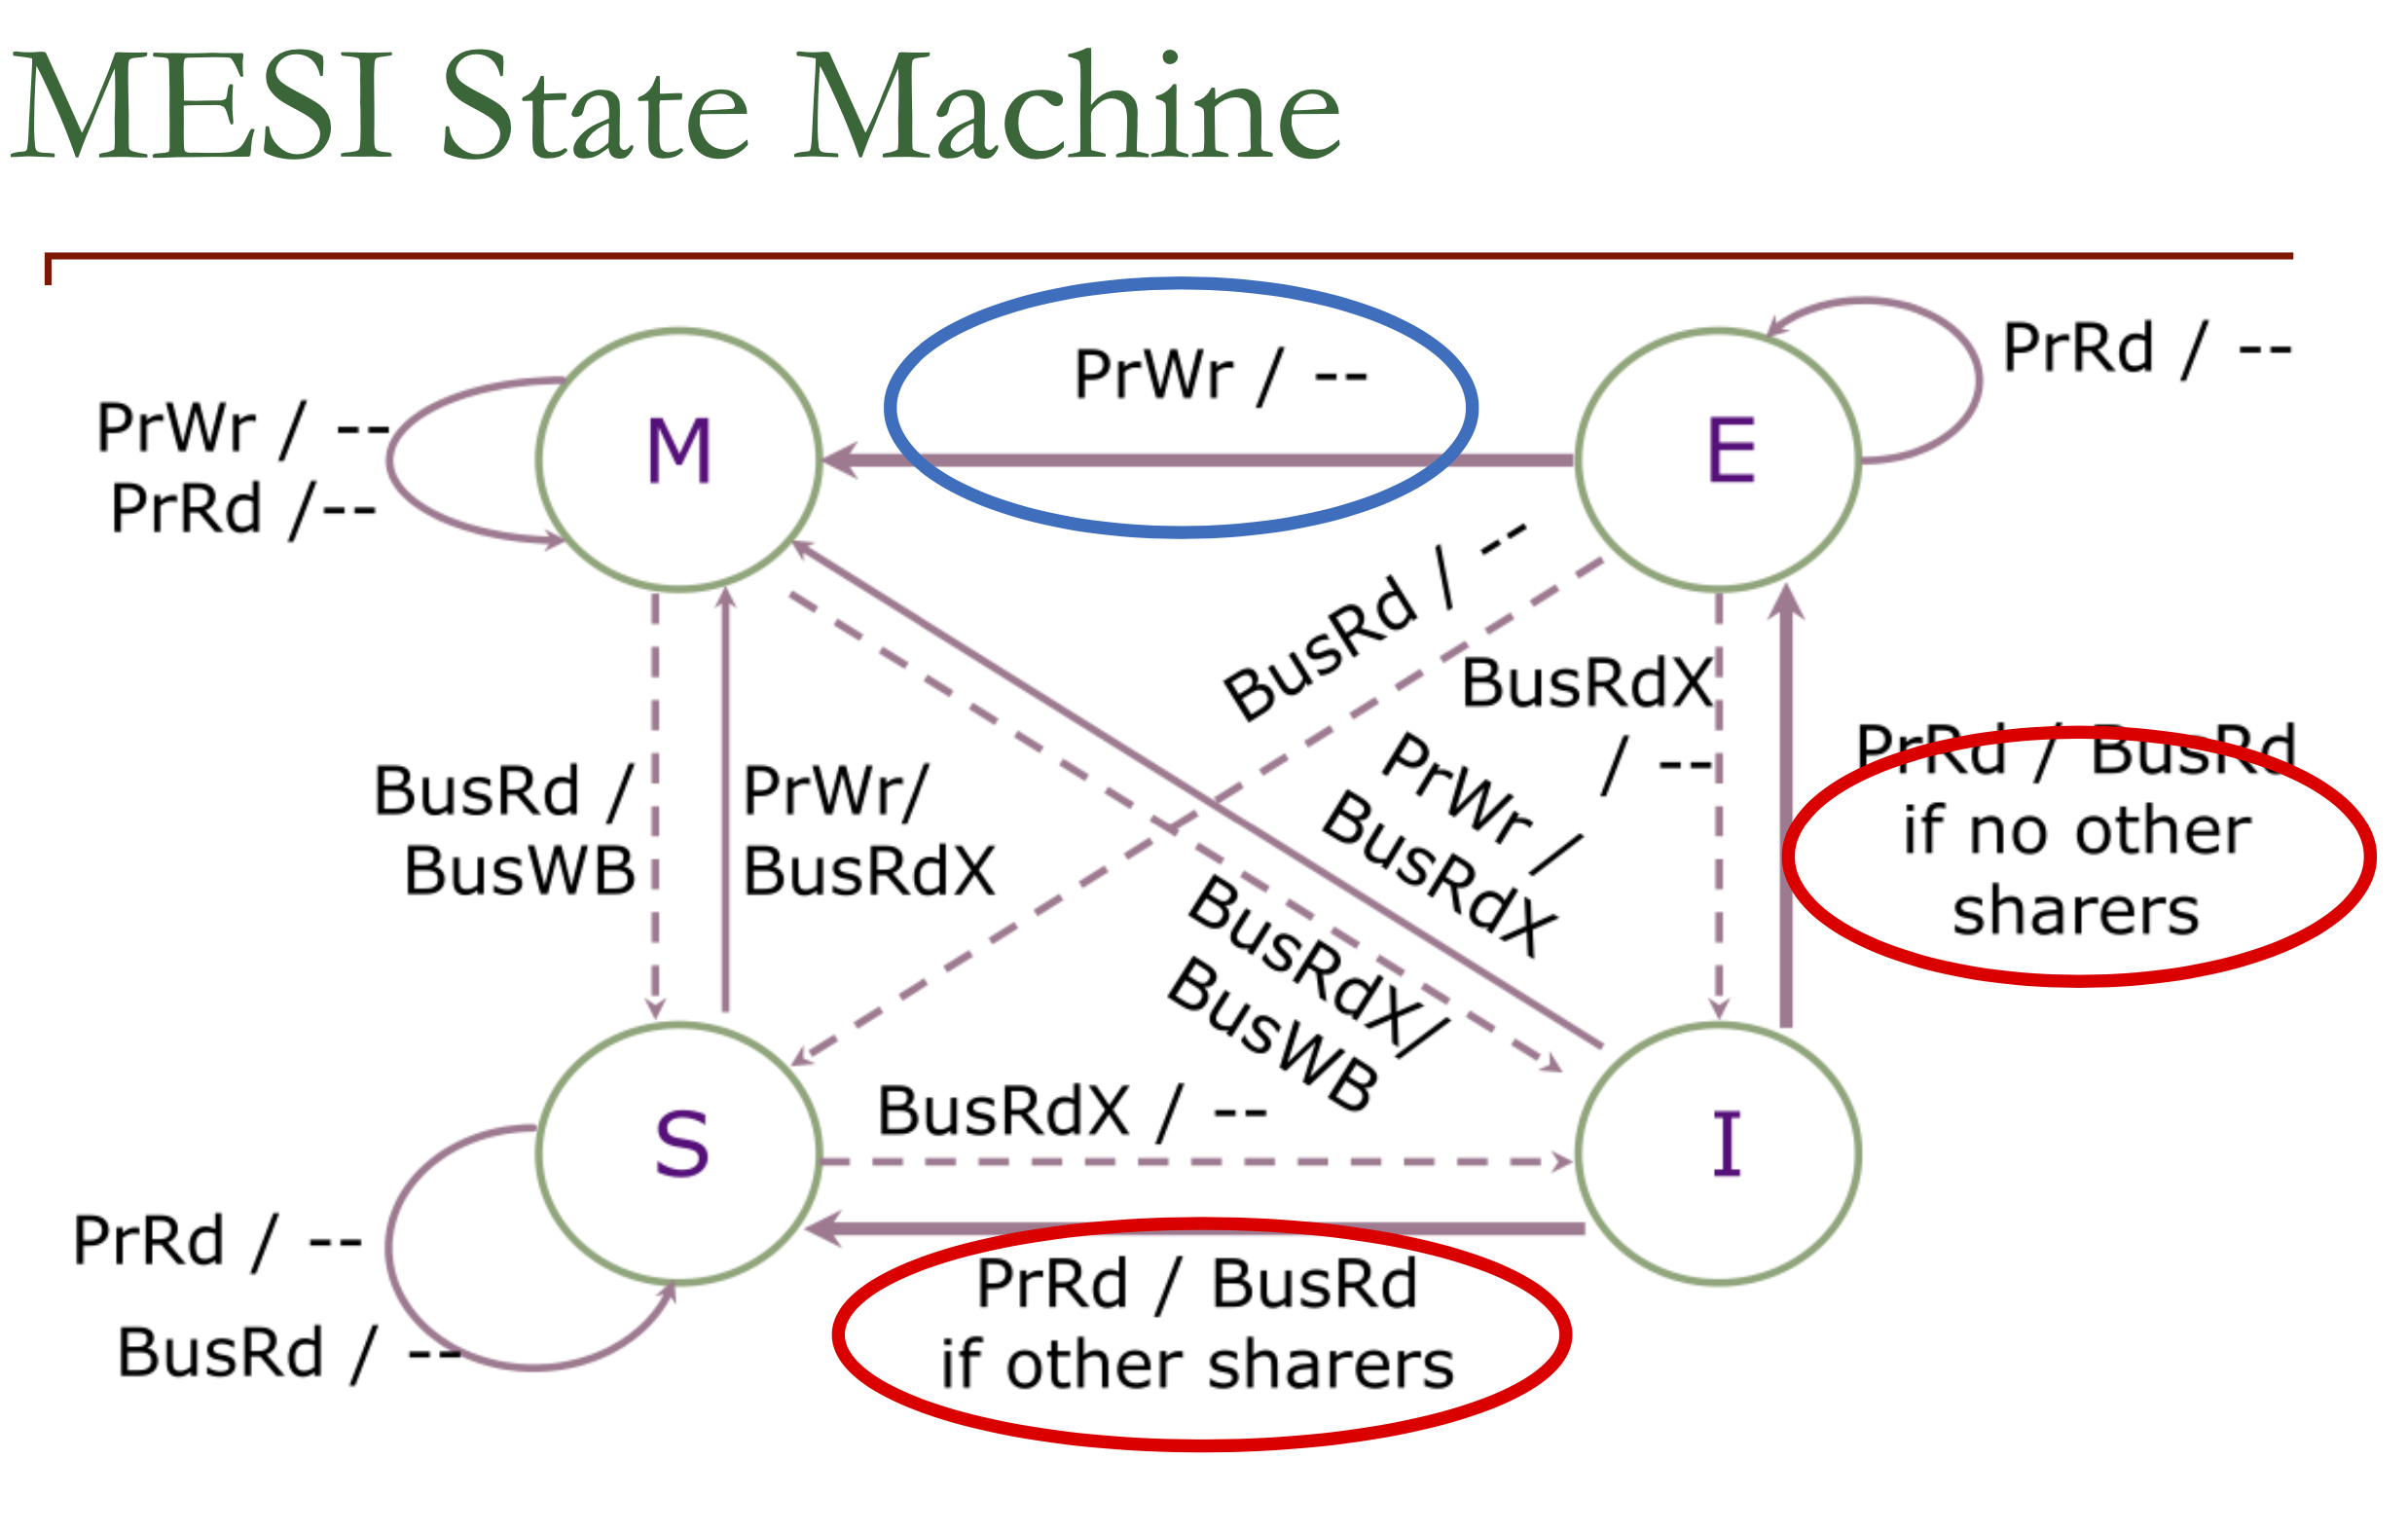 MESI State Machine
PrWr / --
PrRd / --
PrWr / --
PrRd /--
M
E
BusRd / --
BusRdX
/ --
PrRd / BusRd
if no other
sharers
BusRd /
BusWB
PrWr/
BusRdX
PrWr /
BusRdX
BusRdX/
BusWB
BusRdX / --
S
I
PrRd / --
BusRd / --
PrRd / BusRd
if other sharers